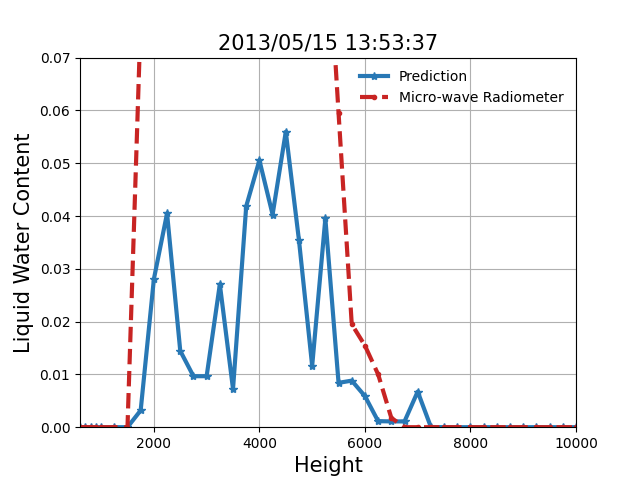 2013/05/15 13:53:37
Prediction
Micro-wave Radiometer
Liquid Water Content
0.07
0.06
0.05
0.04
0.03
0.02
0.01
0.00
2000 4000 6000 8000 10000
Height